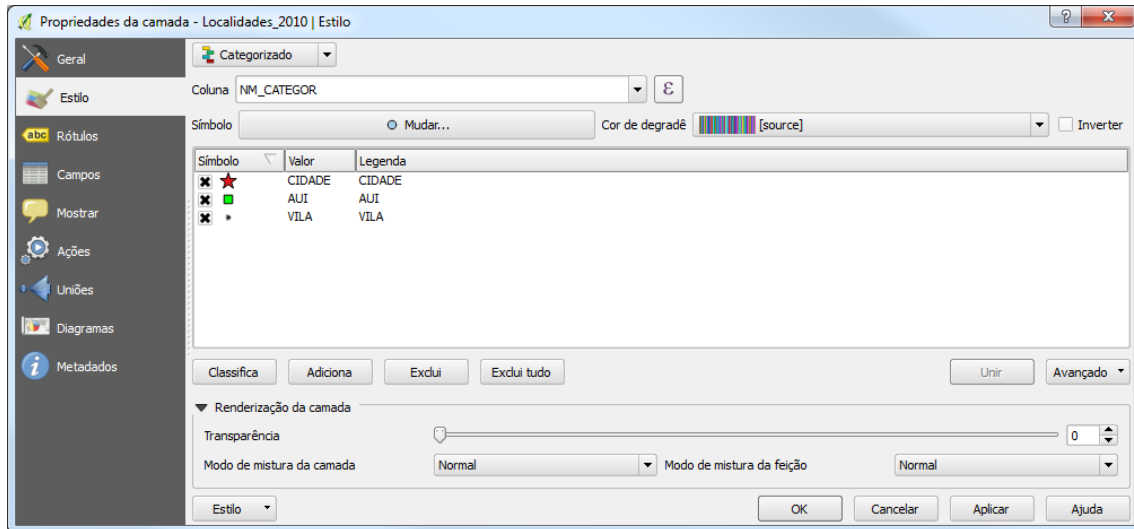 Propriedades da camada - Localidades_2010 | Estilo
?
Geral
Estilo
abc Rótulos
Campos
Mostrar
Ações
Uniões
Diagramas
i Metadados
Categorizado
Coluna NM_CATEGOR ε
Símbolo Mudar... Cor de degradê [source] Inverter
Símbolo Valor Legenda
CIDADE CIDADE
AUI AUI
VILA VILA
Classifica Adiciona Exclui Exclui tudo Unir Avançado
Renderização da camada
Transparência 0
Modo de mistura da camada Normal Modo de mistura da feição Normal
Estilo OK Cancelar Aplicar Ajuda